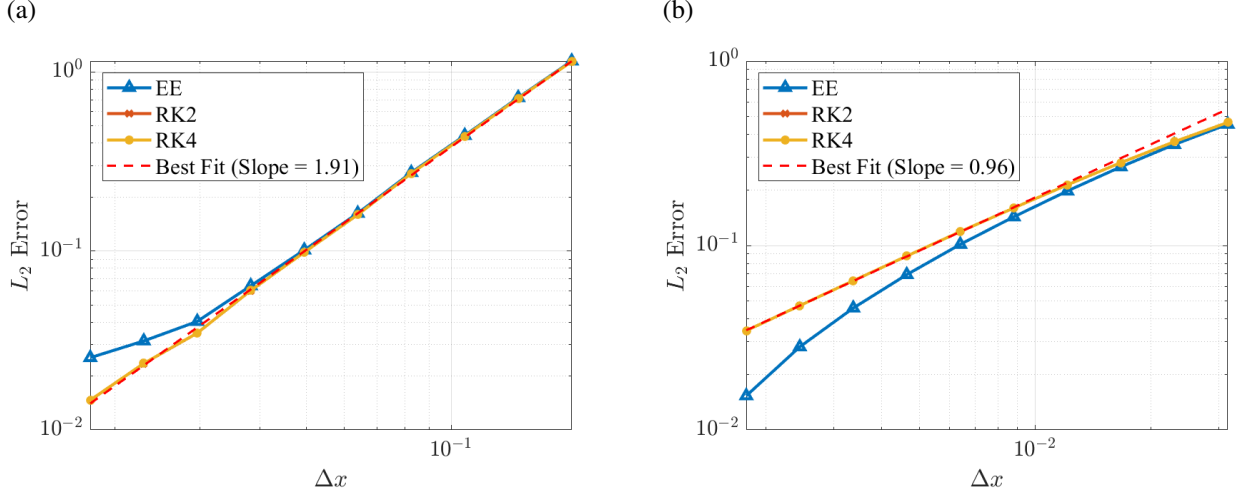 (a)
10^0
10^{-1}
10^{-2}
L_2 Error
EE
RK2
RK4
Best Fit (Slope = 1.91)
10^{-1}
Δx
(b)
10^0
10^{-1}
10^{-2}
L_2 Error
EE
RK2
RK4
Best Fit (Slope = 0.96)
10^{-2}
Δx